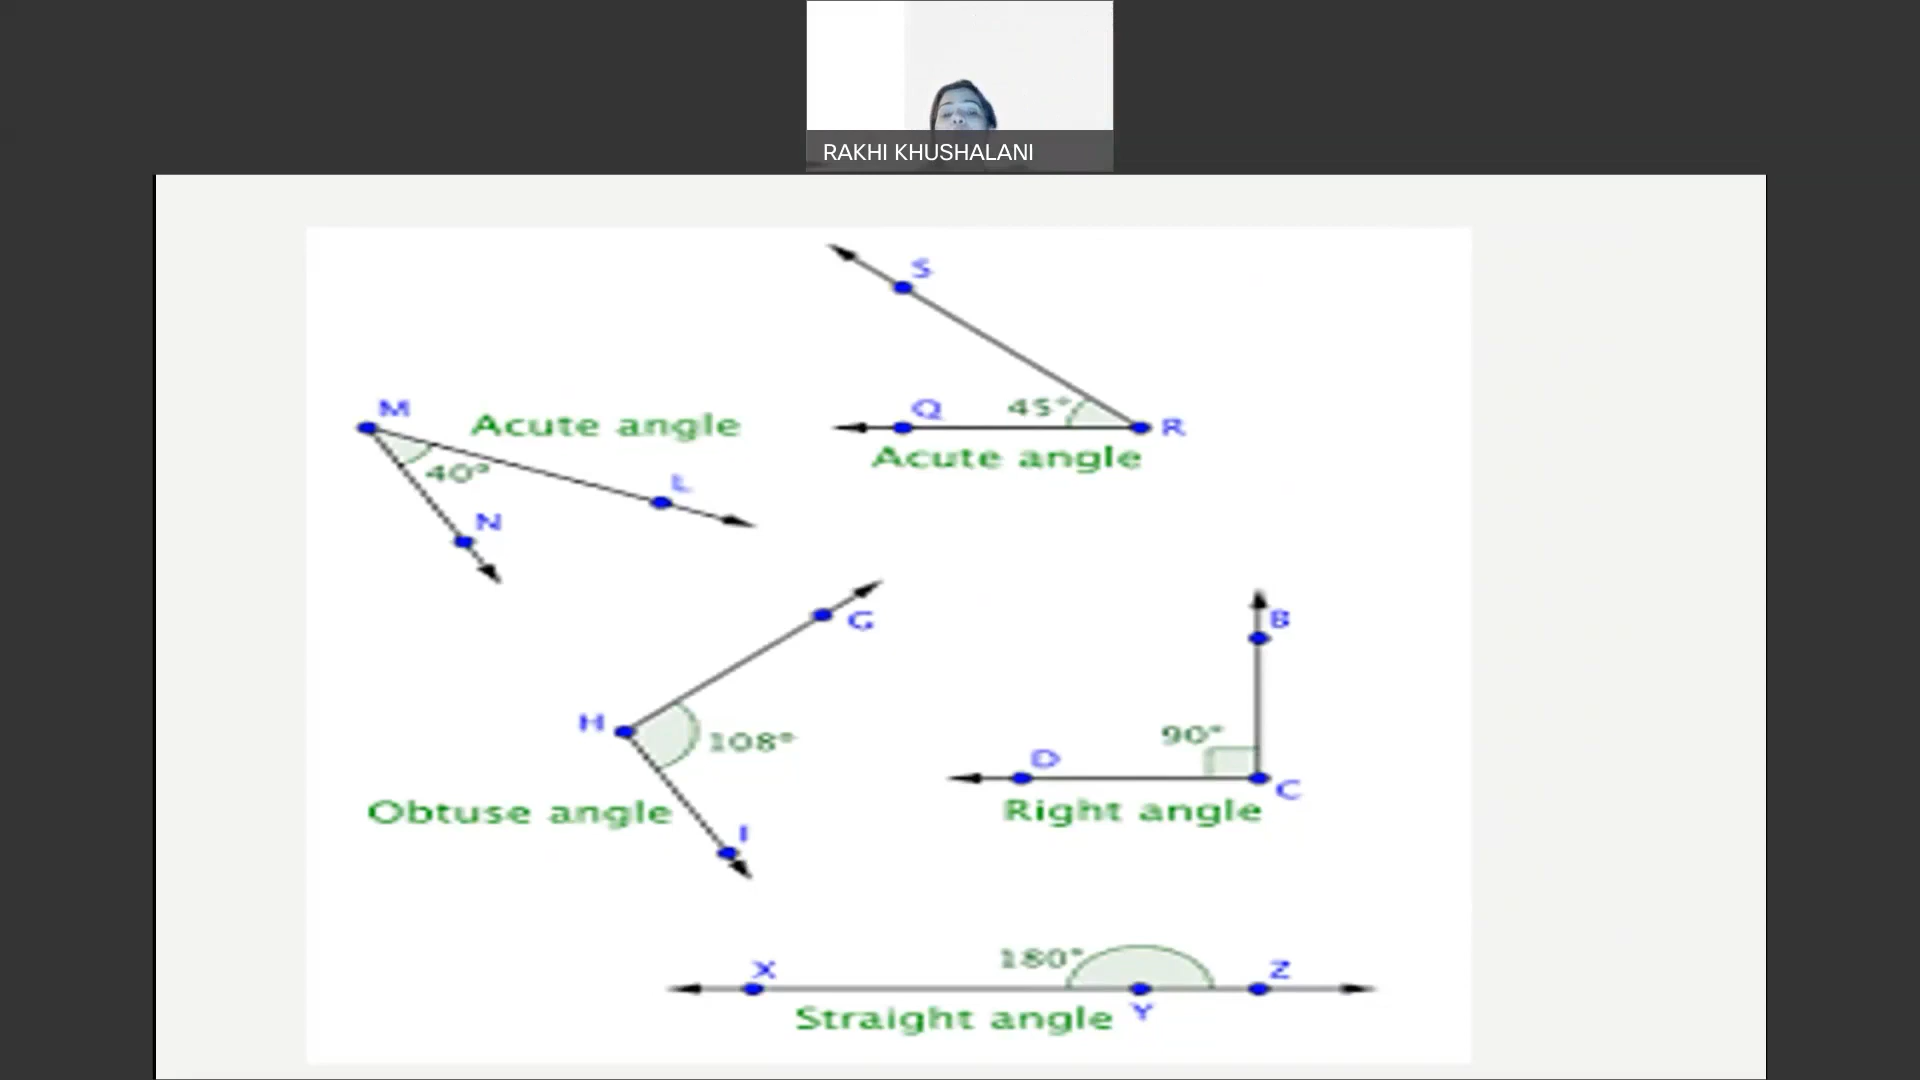 RAKHI KHUSHALANI
S
M
Acute angle
Q
45°
R
Acute angle
40°
L
N
G
B
H
108°
90°
D
C
Obtuse angle
Right angle
I
180°
X
Z
Straight angle
Y